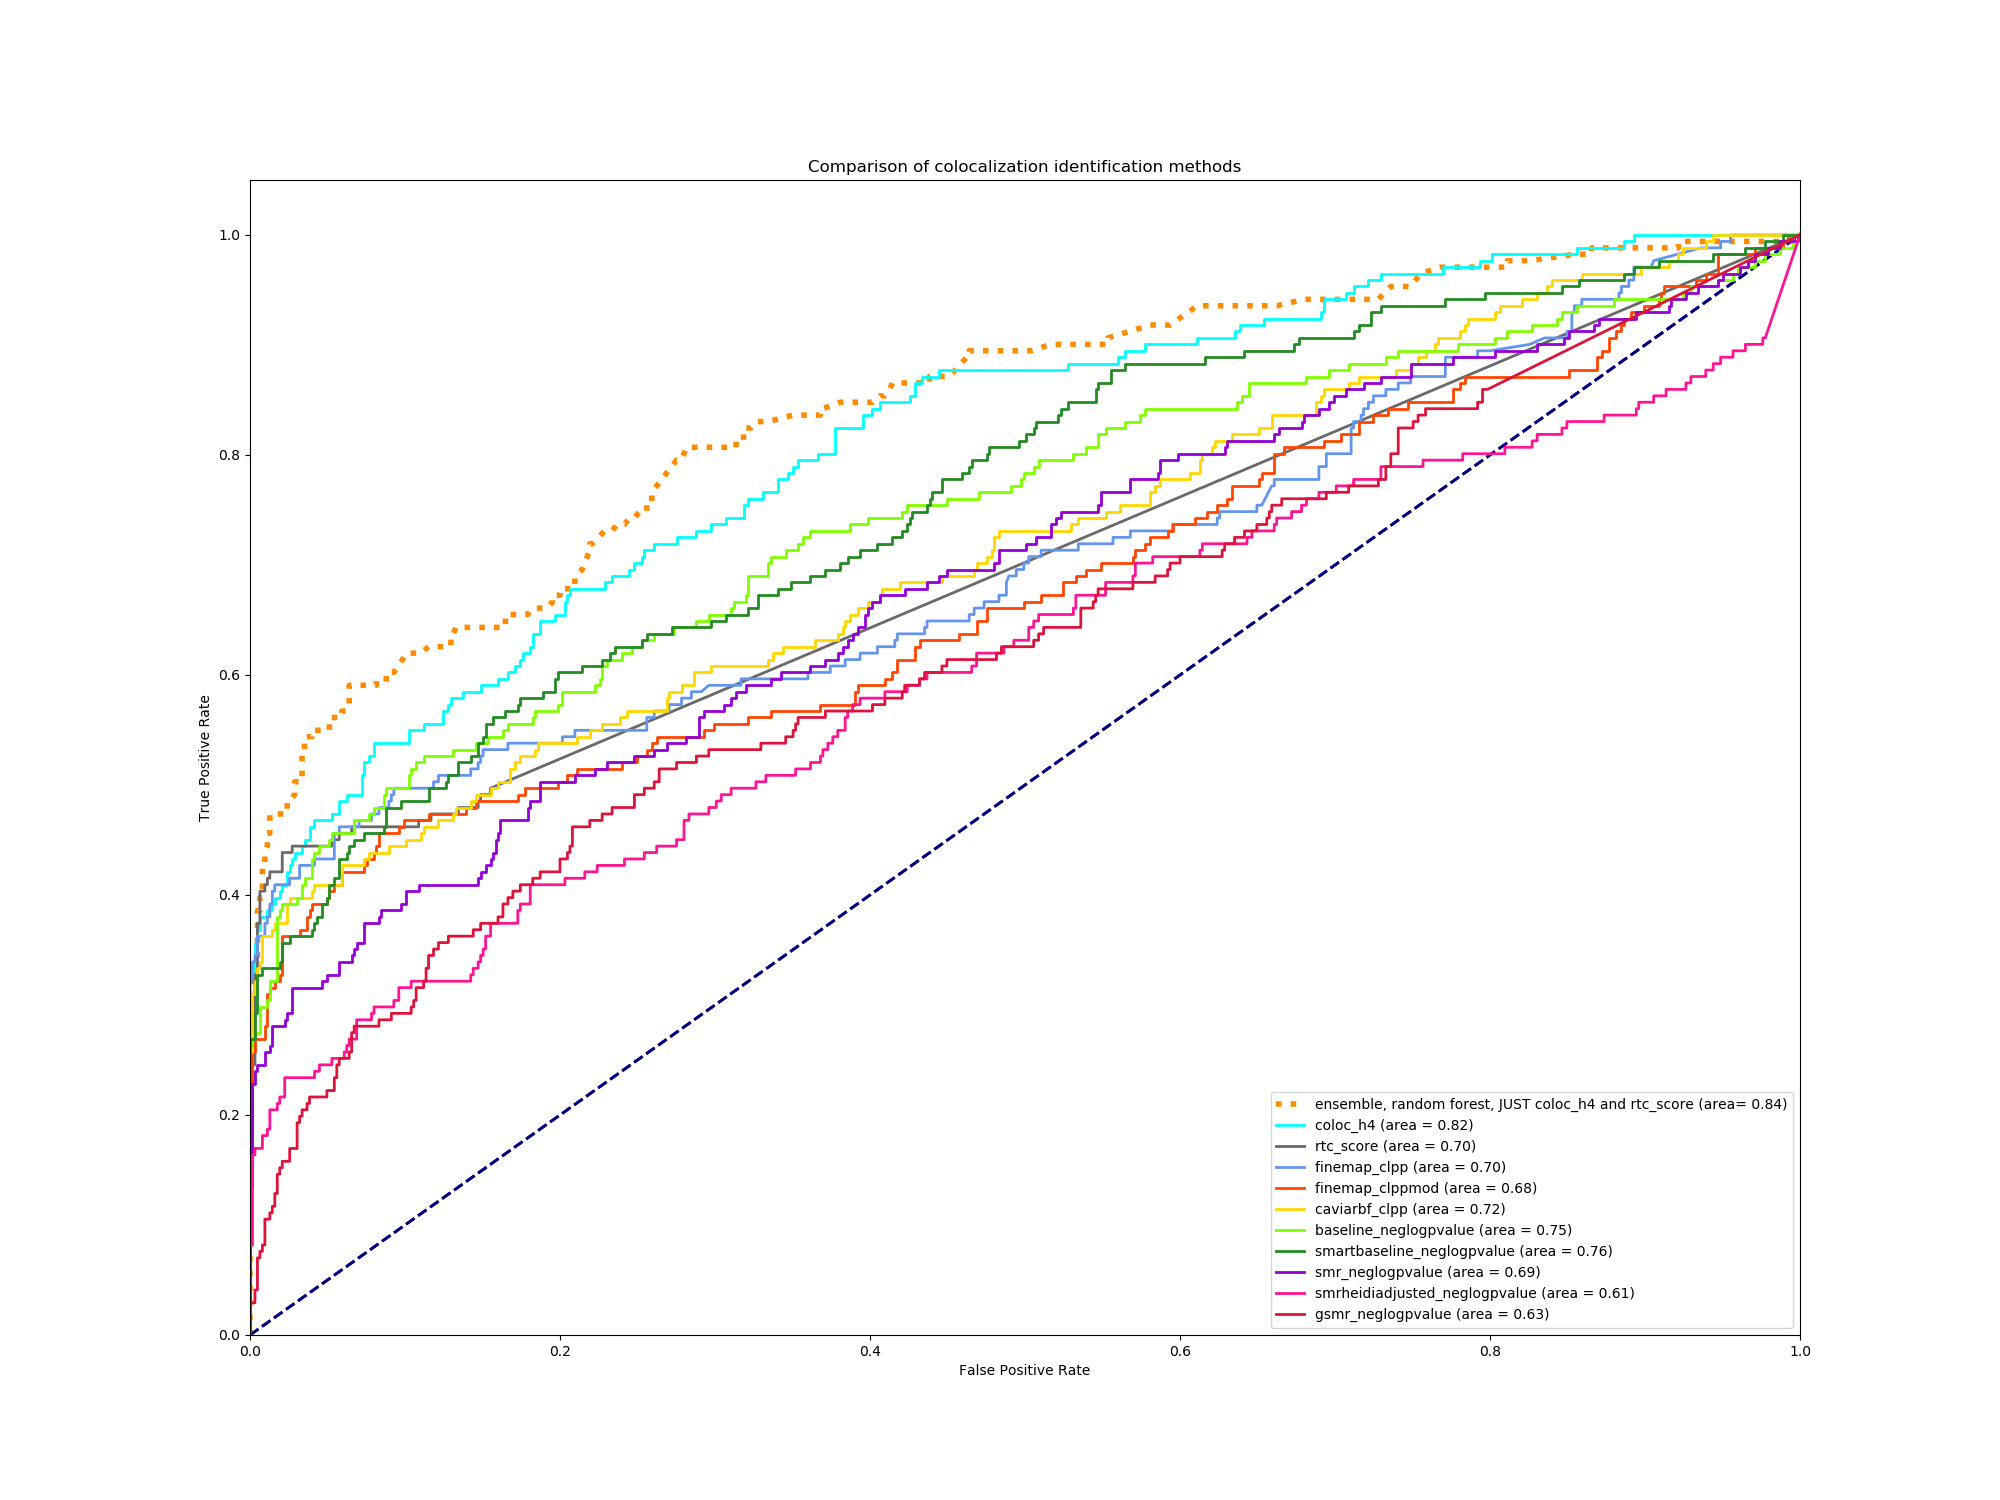 Comparison of colocalization identification methods
1.0
0.8
0.6
0.4
0.2
0.0
True Positive Rate
0.0 0.2 0.4 0.6 0.8 1.0
False Positive Rate
ensemble, random forest, JUST coloc_h4 and rtc_score (area= 0.84)
coloc_h4 (area = 0.82)
rtc_score (area = 0.70)
finemap_clpp (area = 0.70)
finemap_clppmod (area = 0.68)
caviarbf_clpp (area = 0.72)
baseline_neglogpvalue (area = 0.75)
smartbaseline_neglogpvalue (area = 0.76)
smr_neglogpvalue (area = 0.69)
smrheidiadjusted_neglogpvalue (area = 0.61)
gsmr_neglogpvalue (area = 0.63)